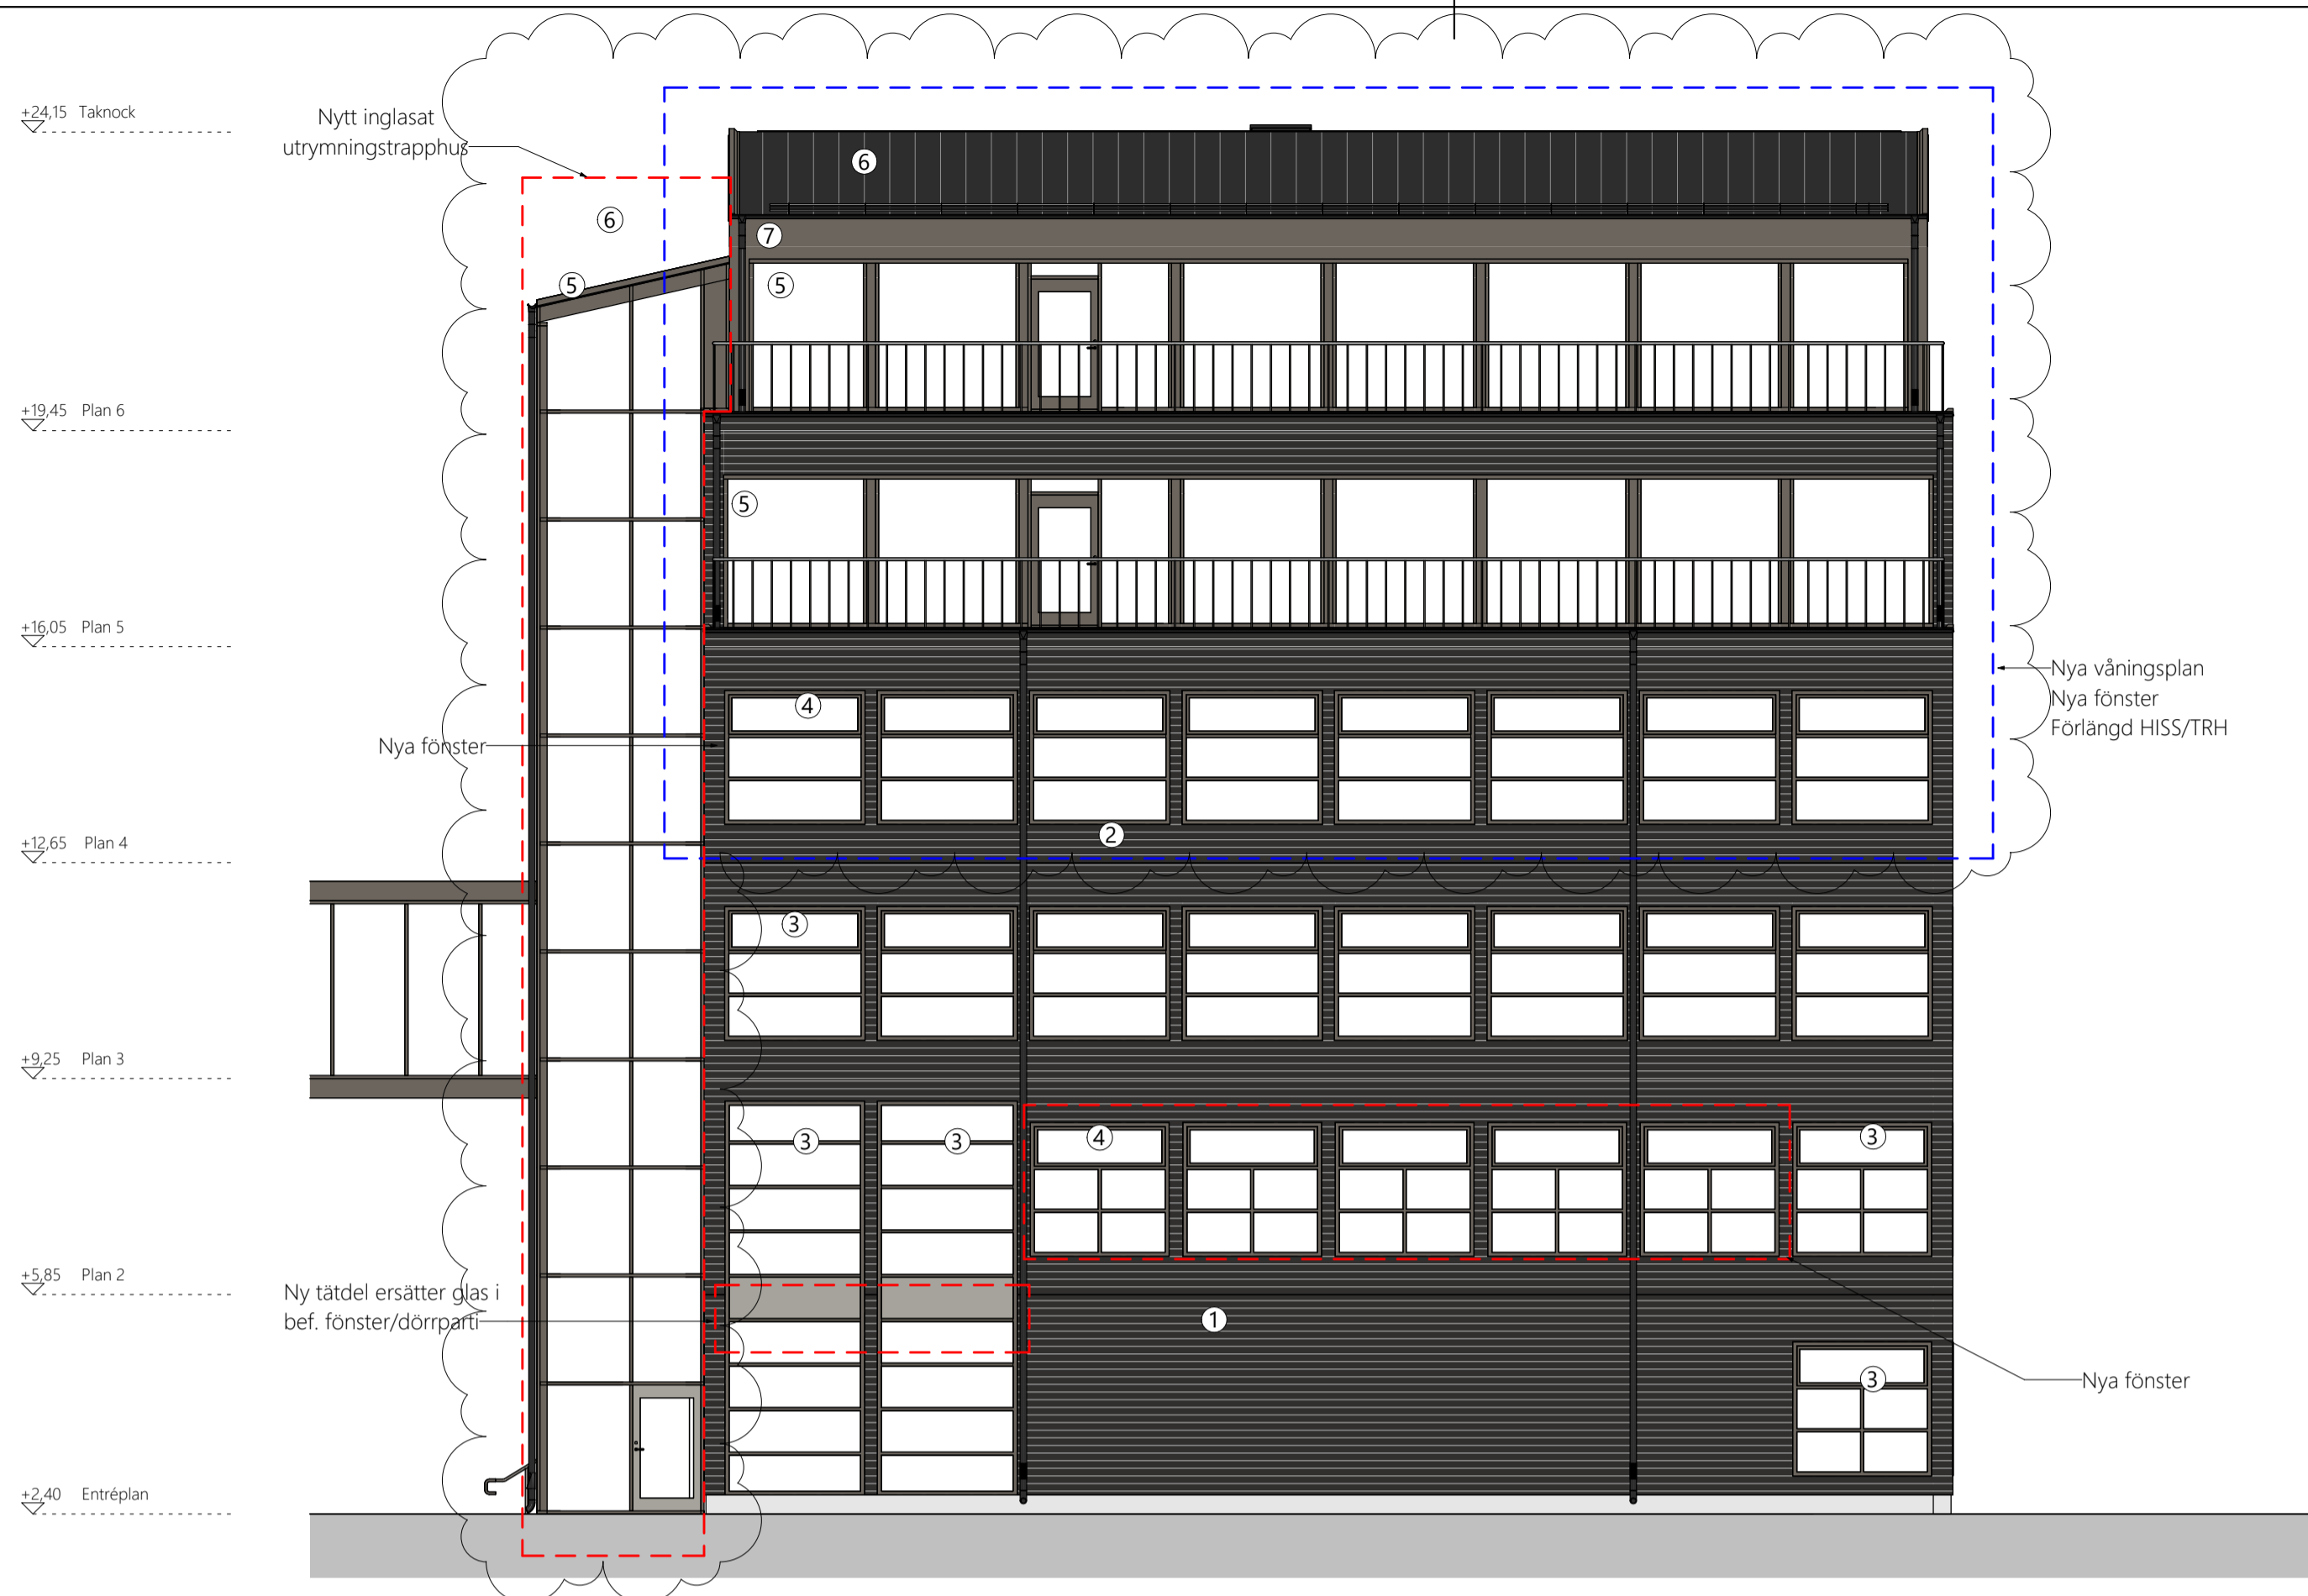 +24,15 Taknock
Nytt inglasat
utrymningstrapphus
6
6
7
5
5
+19,45 Plan 6
5
+16,05 Plan 5
Nya våningsplan
Nya fönster
Förlängd HISS/TRH
4
Nya fönster
2
+12,65 Plan 4
3
+9,25 Plan 3
3
3
4
3
+5,85 Plan 2
Ny tätdel ersätter glas i
bef. fönster/dörrparti
1
3
Nya fönster
+2,40 Entréplan